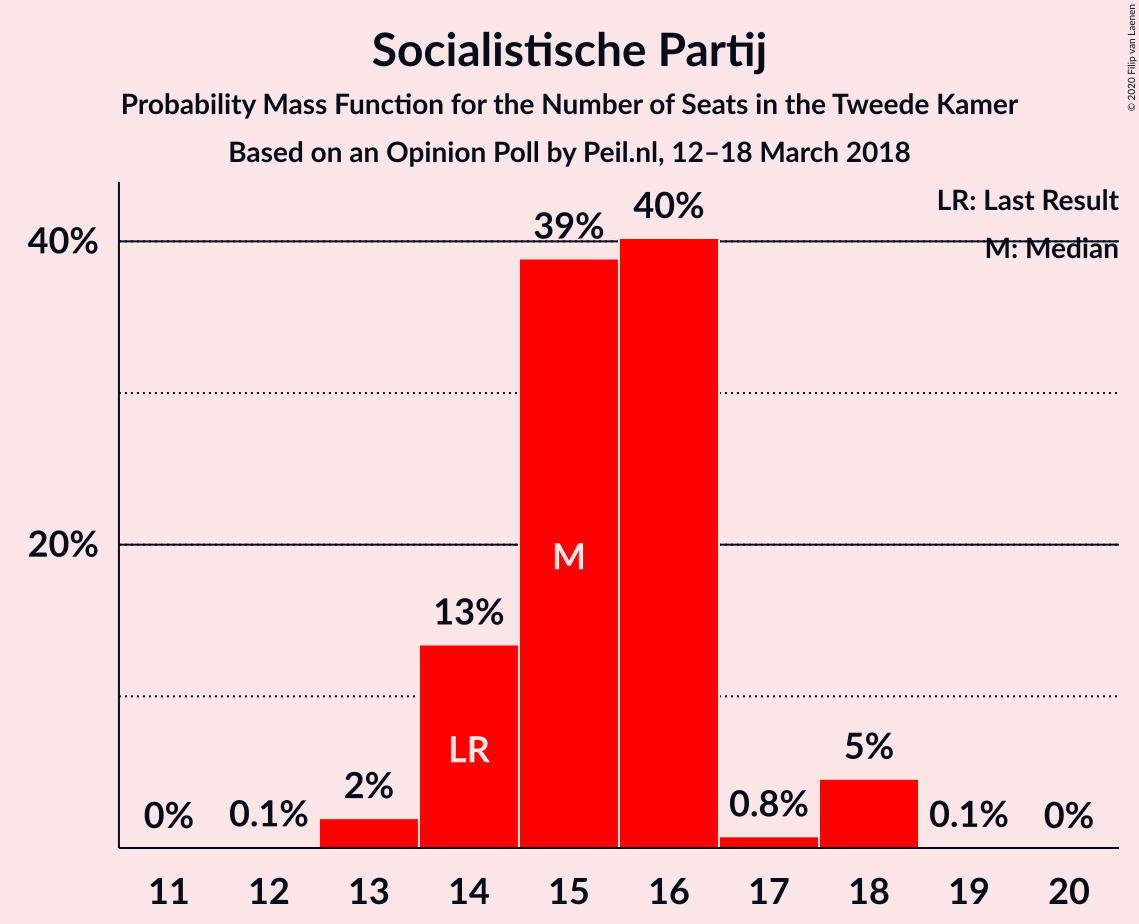 Socialistische Partij
Probability Mass Function for the Number of Seats in the Tweede Kamer
Based on an Opinion Poll by Peil.nl, 12–18 March 2018
© 2020 Filip van Laenen
LR: Last Result
M: Median
40%
20%
0%
0.1%
2%
13%
39%
40%
0.8%
5%
0.1%
0%
LR
M
11 12 13 14 15 16 17 18 19 20